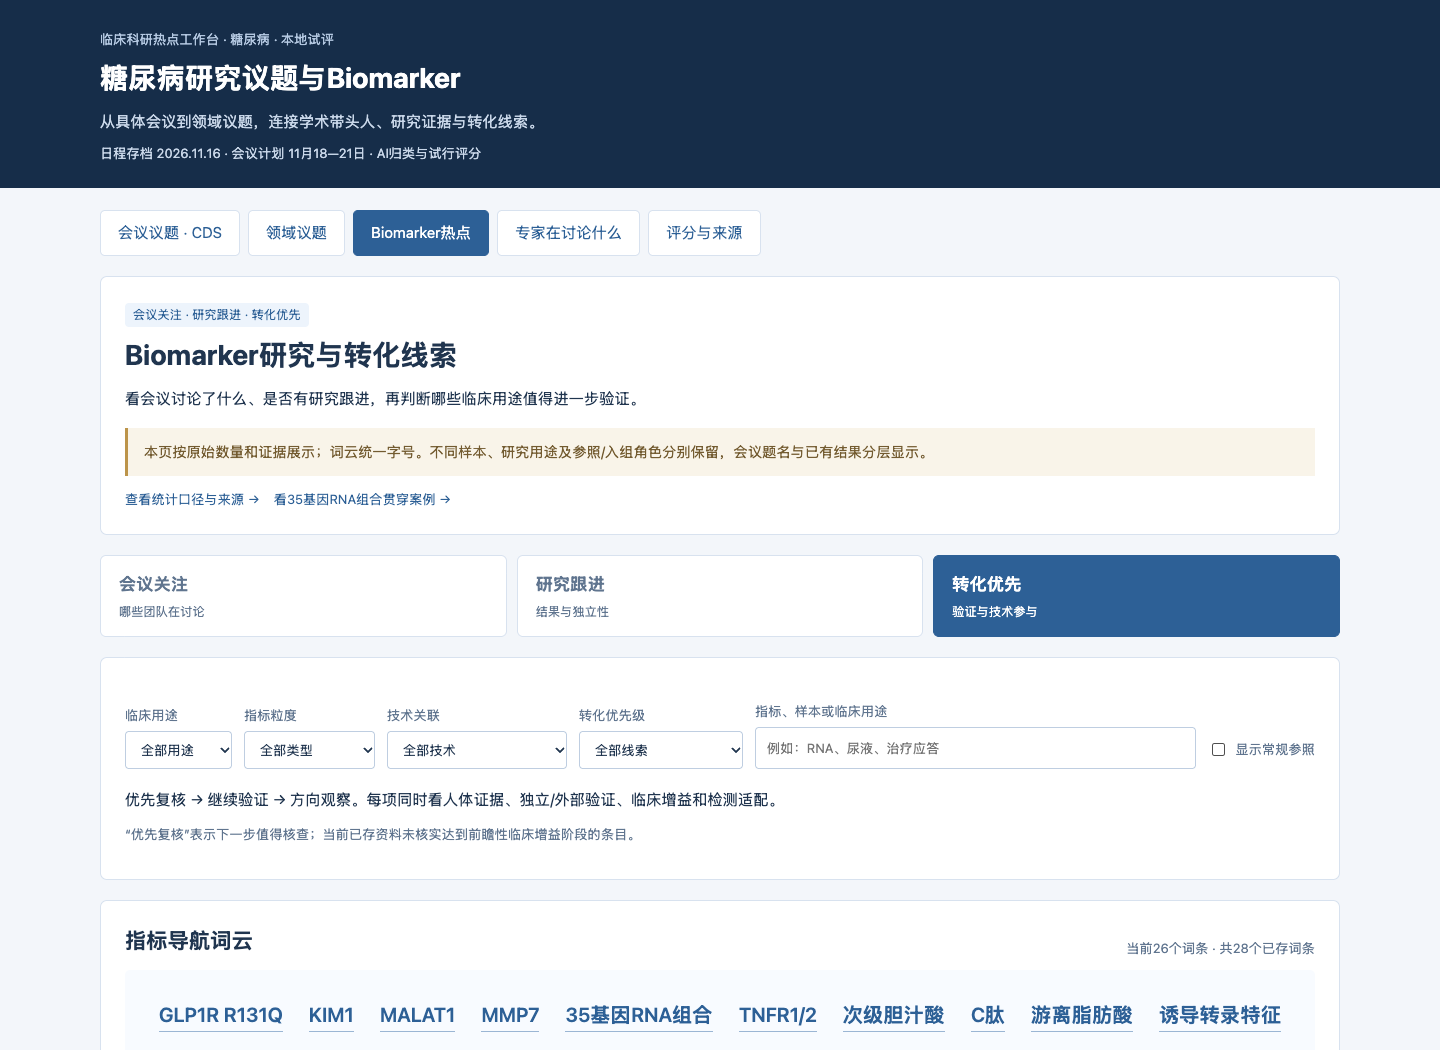 临床科研热点工作台 · 糖尿病 · 本地试评
糖尿病研究议题与Biomarker
从具体会议到领域议题，连接学术带头人、研究证据与转化线索。
日程存档 2026.11.16 · 会议计划 11月18—21日 · AI归类与试行评分
会议议题 · CDS
领域议题
Biomarker热点
专家在讨论什么
评分与来源
会议关注 · 研究跟进 · 转化优先
Biomarker研究与转化线索
看会议讨论了什么、是否有研究跟进，再判断哪些临床用途值得进一步验证。
本页按原始数量和证据展示；词云统一字号。不同样本、研究用途及参照/入组角色分别保留，会议题名与已有结果分层显示。
查看统计口径与来源 → 看35基因RNA组合贯穿案例 →
会议关注
哪些团队在讨论
研究跟进
结果与独立性
转化优先
验证与技术参与
临床用途
指标粒度
技术关联
转化优先级
指标、样本或临床用途
全部用途
全部类型
全部技术
全部线索
例如：RNA、尿液、治疗应答
显示常规参照
优先复核 → 继续验证 → 方向观察。每项同时看人体证据、独立/外部验证、临床增益和检测适配。
“优先复核”表示下一步值得核查；当前已存资料未核实达到前瞻性临床增益阶段的条目。
指标导航词云
当前26个词条 · 共28个已存词条
GLP1R R131Q KIM1 MALAT1 MMP7 35基因RNA组合 TNFR1/2 次级胆汁酸 C肽 游离脂肪酸 诱导转录特征